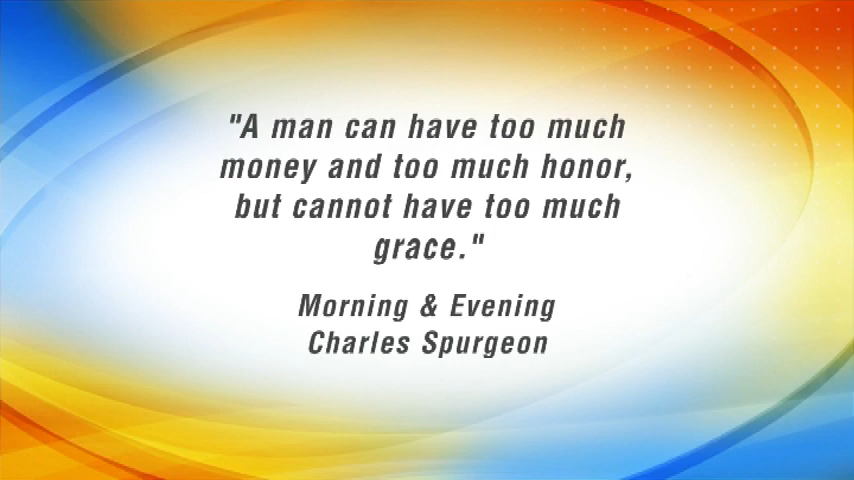 "A man can have too much
money and too much honor,
but cannot have too much
grace."
Morning & Evening
Charles Spurgeon